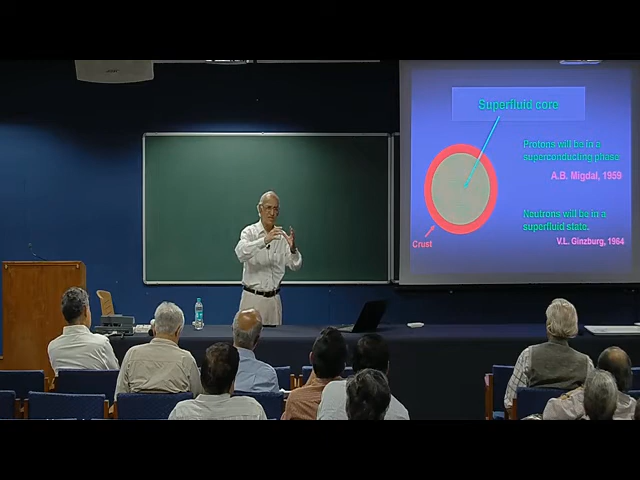 Superfluid core
Protons will be in a
superconducting phase
A.B. Migdal, 1959
Neutrons will be in a
superfluid state.
V.L. Ginzburg, 1964
Crust